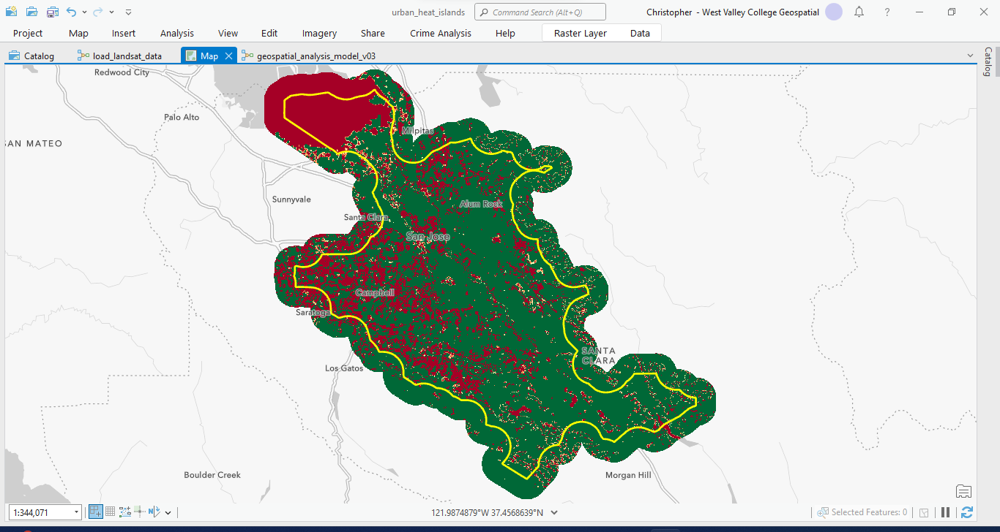 urban_heat_islands
Command Search (Alt+Q)
Christopher - West Valley College Geospatial
?
Project
Map
Insert
Analysis
View
Edit
Imagery
Share
Crime Analysis
Help
Raster Layer
Data
Catalog
load_landsat_data
Map
geospatial_analysis_model_v03
Catalog
Redwood City
Palo Alto
SAN MATEO
Milpitas
Sunnyvale
Alum Rock
Santa Clara
San Jose
Campbell
Saratoga
SANTA
CLARA
Los Gatos
Boulder Creek
Morgan Hill
1:344,071
121.9874879°W 37.4568639°N
Selected Features: 0